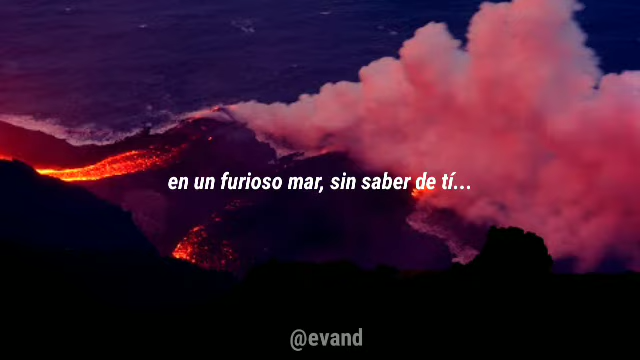 en un furioso mar, sin saber de tí...
@evand